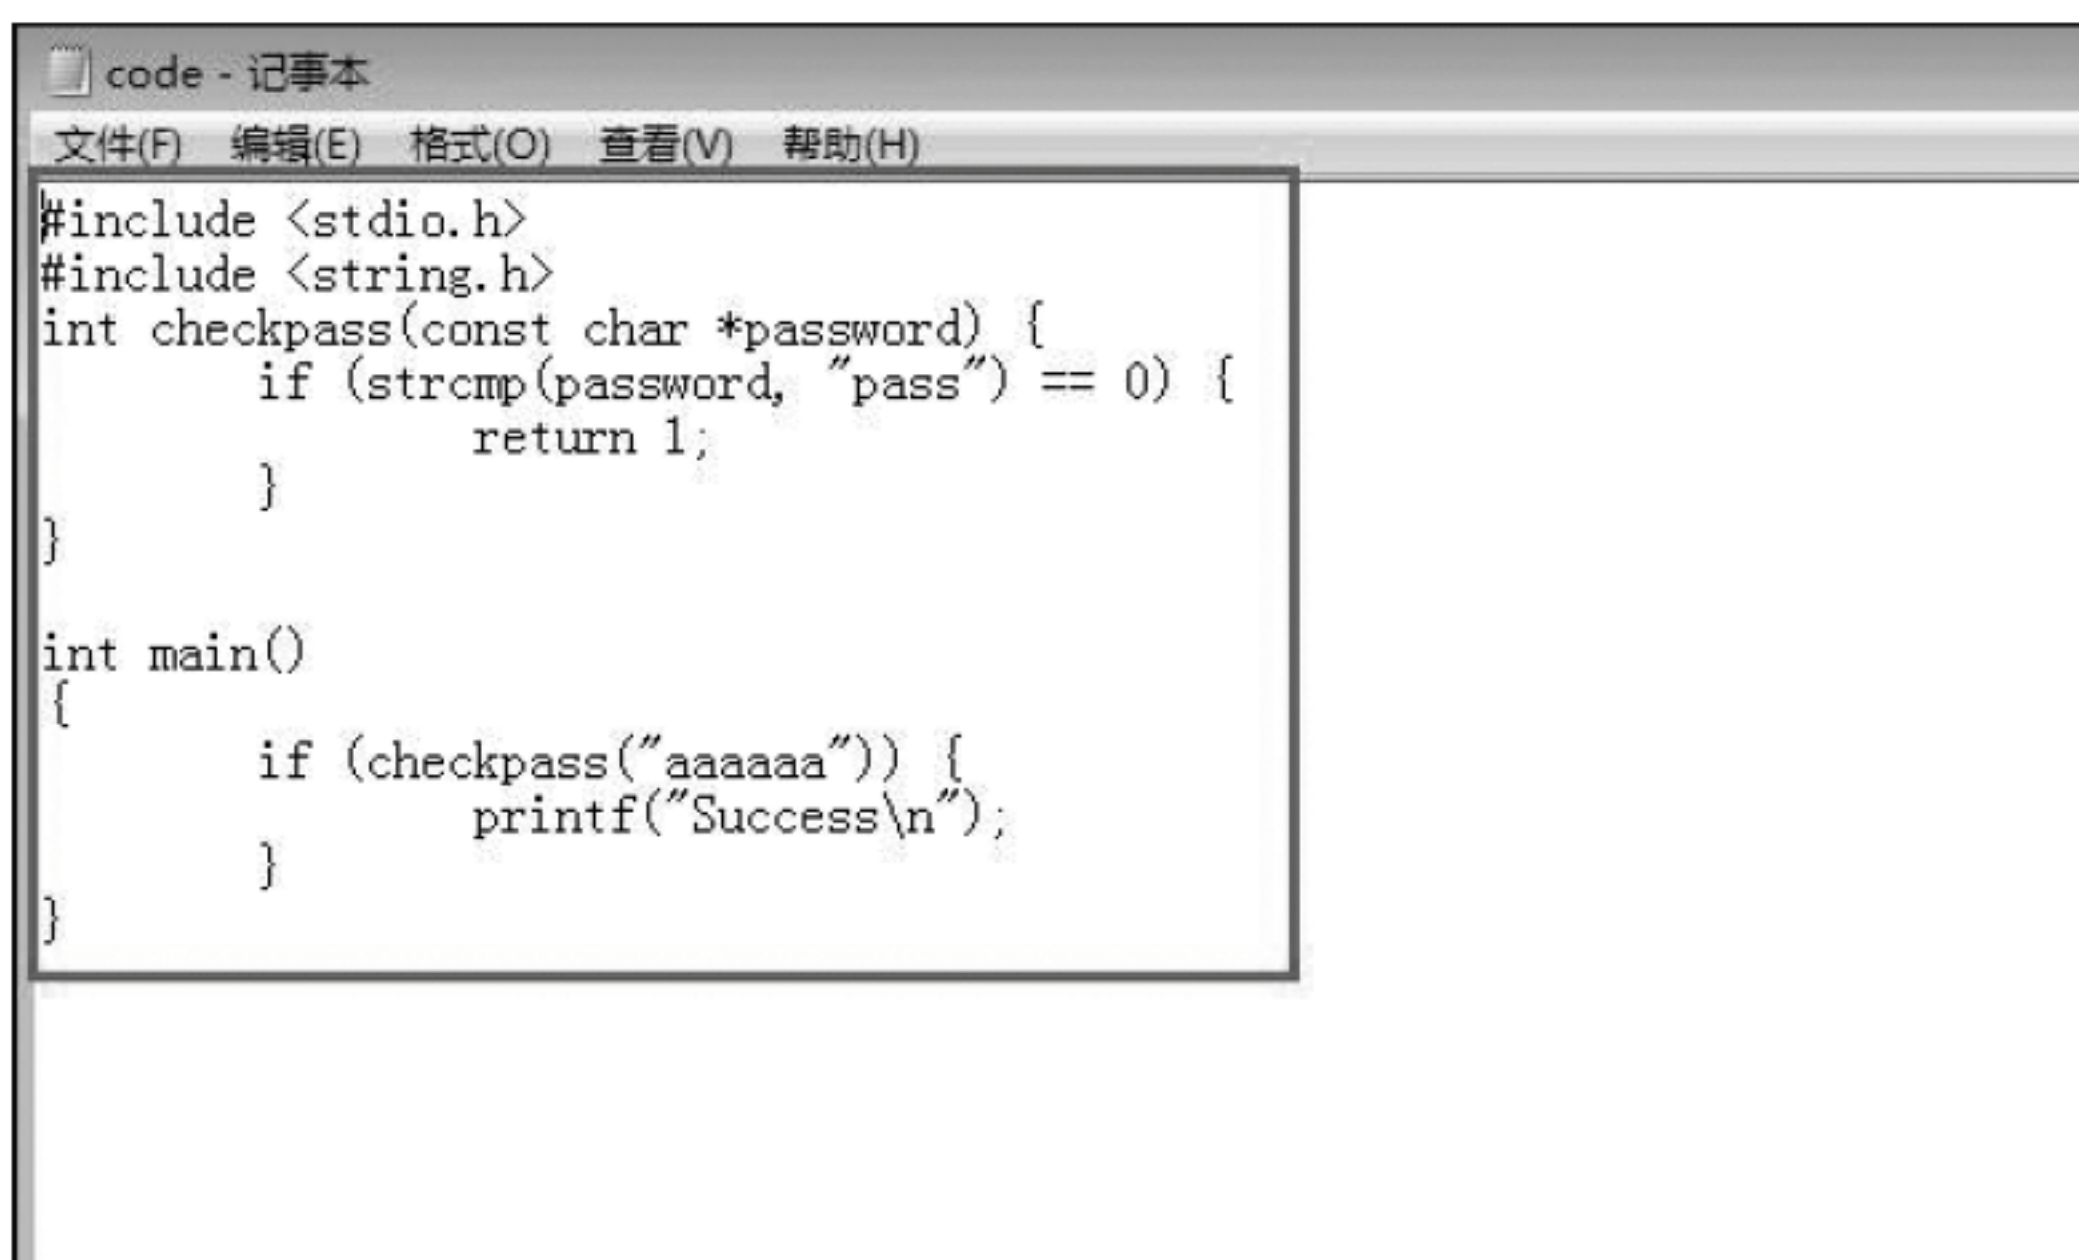 code - 记事本
文件(F) 编辑(E) 格式(O) 查看(V) 帮助(H)
#include <stdio.h>
#include <string.h>
int checkpass(const char *password) {
        if (strcmp(password, "pass") == 0) {
                return 1;
        }
}

int main()
{
        if (checkpass("aaaaaa")) {
                printf("Success\n");
        }
}